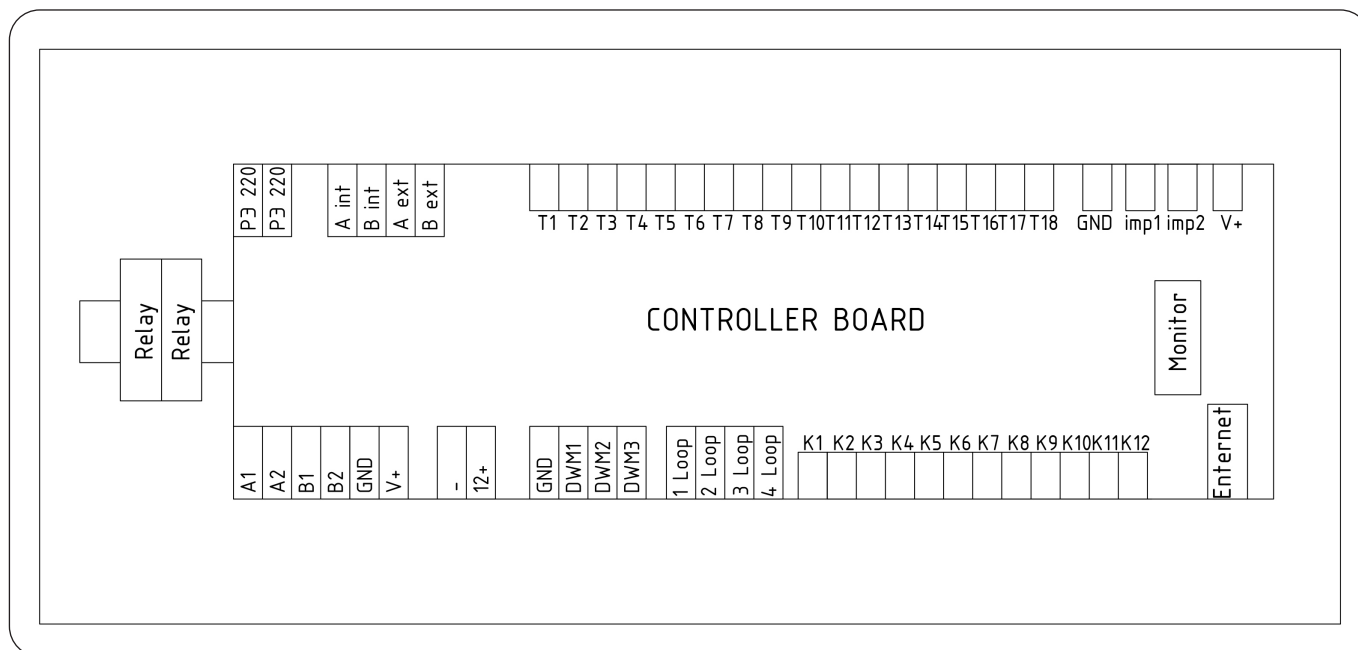 P3 220
P3 220
A int
B int
A ext
B ext
T1 T2 T3 T4 T5 T6 T7 T8 T9 T10 T11 T12 T13 T14 T15 T16 T17 T18
GND imp1 imp2 V+
Relay
Relay
CONTROLLER BOARD
Monitor
A1
A2
B1
B2
GND
V+
-
12+
GND
DWM1
DWM2
DWM3
1 Loop
2 Loop
3 Loop
4 Loop
K1 K2 K3 K4 K5 K6 K7 K8 K9 K10 K11 K12
Enternet